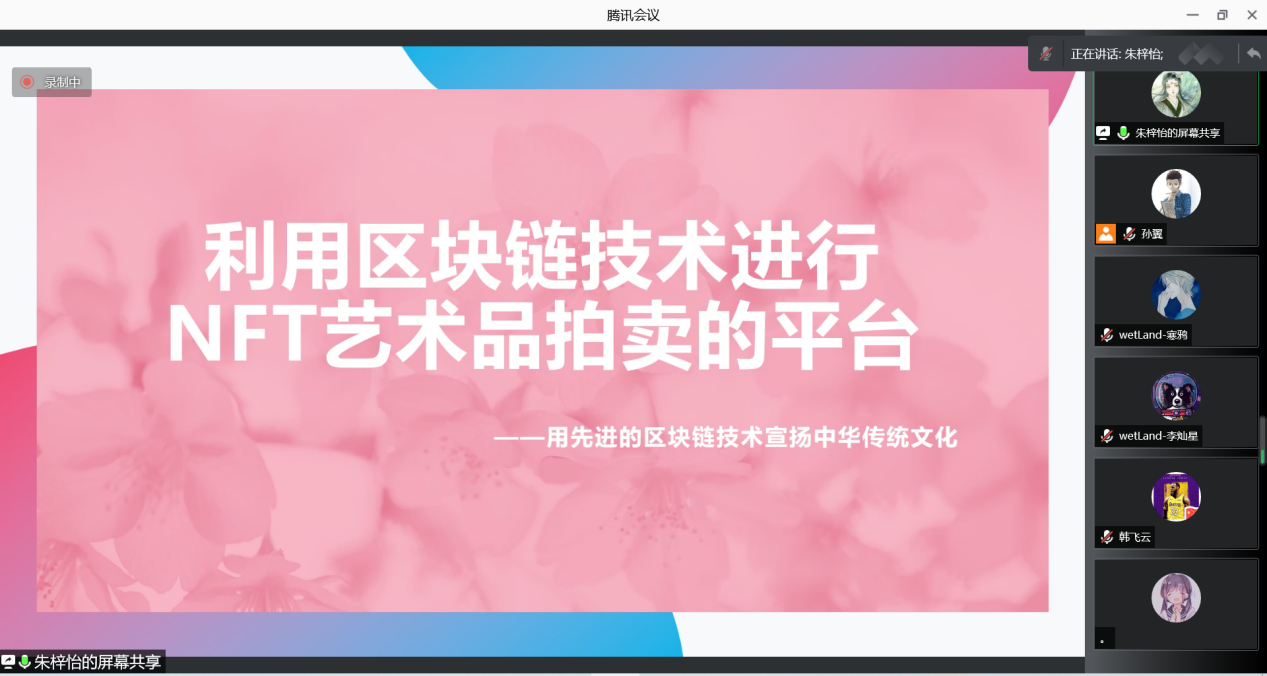 腾讯会议
正在讲话: 朱梓怡;
录制中
利用区块链技术进行
NFT艺术品拍卖的平台
——用先进的区块链技术宣扬中华传统文化
朱梓怡的屏幕共享
孙翼
wetLand-寒鸦
wetLand-李灿星
韩飞云
。
朱梓怡的屏幕共享